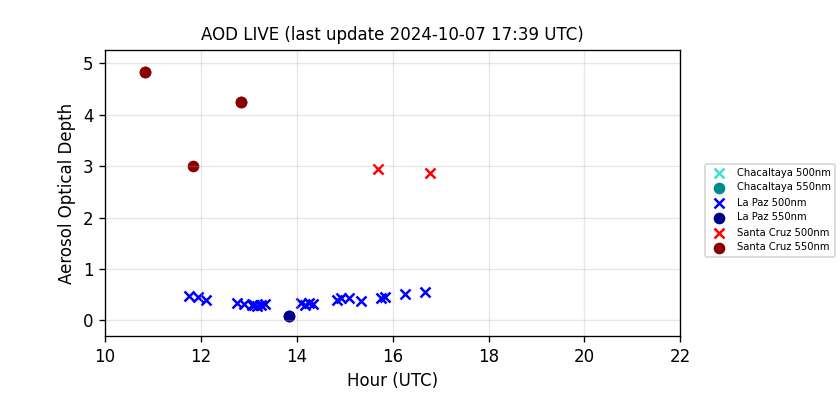 AOD LIVE (last update 2024-10-07 17:39 UTC)
Aerosol Optical Depth
5
4
3
2
1
0
10 12 14 16 18 20 22
Hour (UTC)
Chacaltaya 500nm
Chacaltaya 550nm
La Paz 500nm
La Paz 550nm
Santa Cruz 500nm
Santa Cruz 550nm